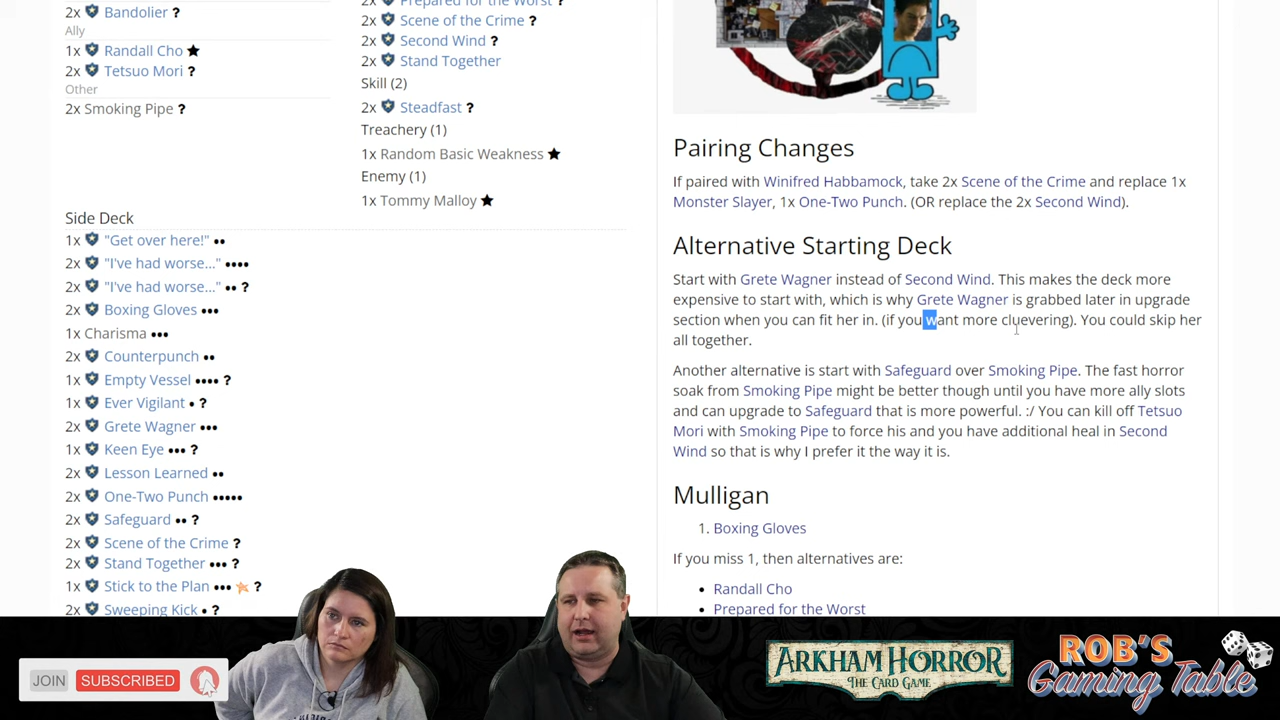 2x Bandolier ?
Ally
1x Randall Cho ★
2x Tetsuo Mori ?
Other
2x Smoking Pipe ?
2x Prepared for the Worst ?
2x Scene of the Crime ?
2x Second Wind ?
2x Stand Together
Skill (2)
2x Steadfast ?
Treachery (1)
1x Random Basic Weakness ★
Enemy (1)
1x Tommy Malloy ★
Side Deck
1x "Get over here!" ••
2x "I've had worse..." ••••
2x "I've had worse..." •• ?
2x Boxing Gloves •••
1x Charisma •••
2x Counterpunch ••
1x Empty Vessel •••• ?
1x Ever Vigilant • ?
2x Grete Wagner •••
1x Keen Eye ••• ?
2x Lesson Learned ••
2x One-Two Punch •••••
2x Safeguard •• ?
2x Scene of the Crime ?
2x Stand Together ••• ?
1x Stick to the Plan ••• ?
2x Sweeping Kick • ?
Pairing Changes
If paired with Winifred Habbamock, take 2x Scene of the Crime and replace 1x
Monster Slayer, 1x One-Two Punch. (OR replace the 2x Second Wind).
Alternative Starting Deck
Start with Grete Wagner instead of Second Wind. This makes the deck more
expensive to start with, which is why Grete Wagner is grabbed later in upgrade
section when you can fit her in. (if you want more cluevering). You could skip her
all together.
Another alternative is start with Safeguard over Smoking Pipe. The fast horror
soak from Smoking Pipe might be better though until you have more ally slots
and can upgrade to Safeguard that is more powerful. :/ You can kill off Tetsuo
Mori with Smoking Pipe to force his and you have additional heal in Second
Wind so that is why I prefer it the way it is.
Mulligan
1. Boxing Gloves
If you miss 1, then alternatives are:
• Randall Cho
• Prepared for the Worst
JOIN SUBSCRIBED
ARKHAM HORROR
THE CARD GAME
ROB'S
Gaming Table